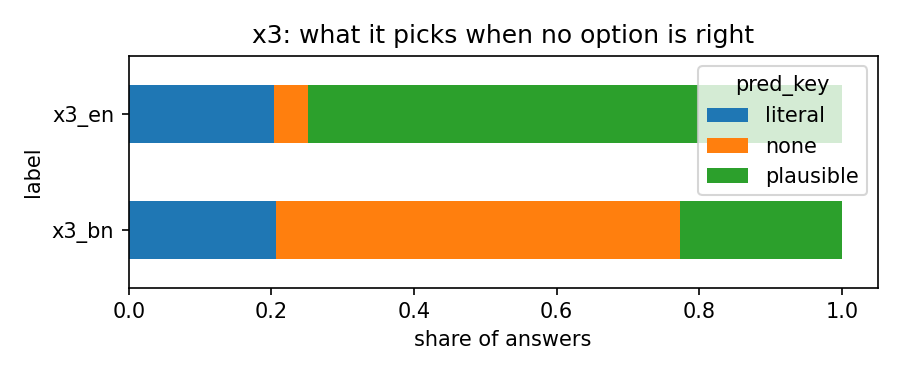 x3: what it picks when no option is right
pred_key
literal
none
plausible
x3_en
x3_bn
label
0.0 0.2 0.4 0.6 0.8 1.0
share of answers